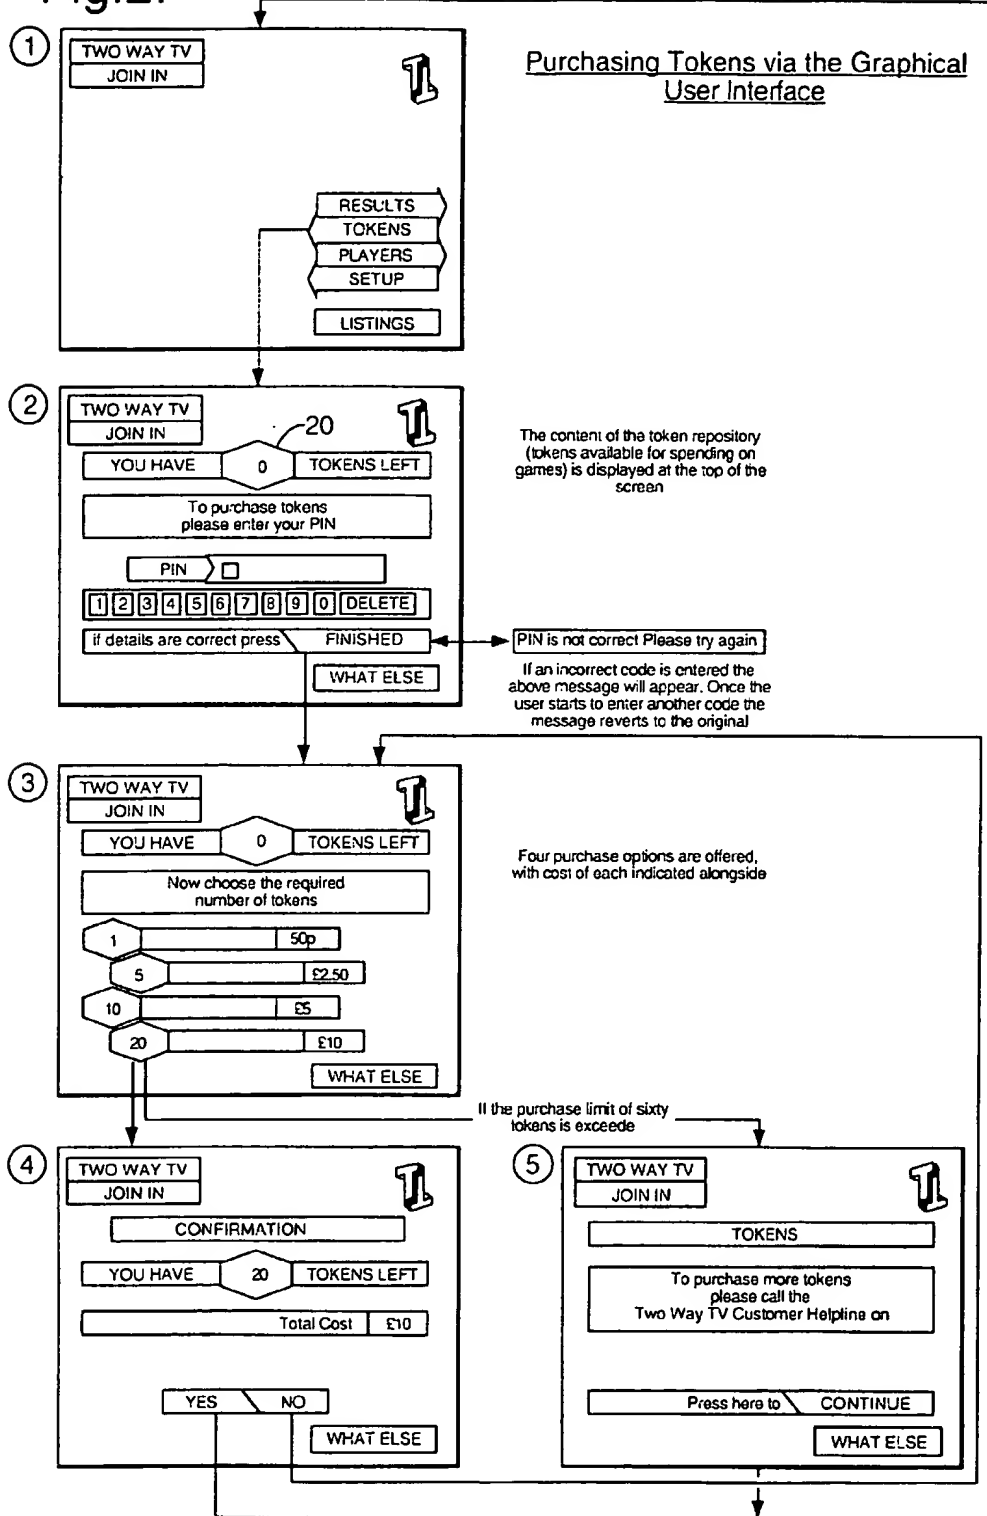 Fig.2.
Purchasing Tokens via the Graphical
User Interface
1
TWO WAY TV
JOIN IN
RESULTS
TOKENS
PLAYERS
SETUP
LISTINGS
2
TWO WAY TV
JOIN IN
20
YOU HAVE 0 TOKENS LEFT
To purchase tokens
please enter your PIN
PIN
1 2 3 4 5 6 7 8 9 0 DELETE
if details are correct press FINISHED
WHAT ELSE
The content of the token repository
(tokens available for spending on
games) is displayed at the top of the
screen
PIN is not correct Please try again
If an incorrect code is entered the
above message will appear. Once the
user starts to enter another code the
message reverts to the original
3
TWO WAY TV
JOIN IN
YOU HAVE 0 TOKENS LEFT
Now choose the required
number of tokens
1 50p
5 £2.50
10 £5
20 £10
WHAT ELSE
Four purchase options are offered,
with cost of each indicated alongside
If the purchase limit of sixty
tokens is exceede
4
TWO WAY TV
JOIN IN
CONFIRMATION
YOU HAVE 20 TOKENS LEFT
Total Cost £10
YES NO
WHAT ELSE
5
TWO WAY TV
JOIN IN
TOKENS
To purchase more tokens
please call the
Two Way TV Customer Helpline on
Press here to CONTINUE
WHAT ELSE